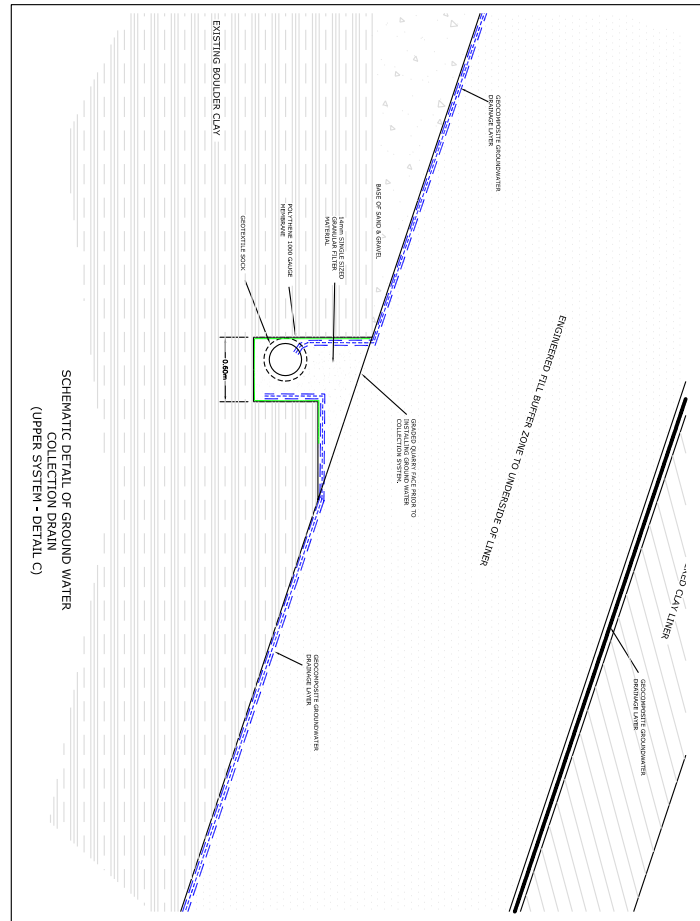 GEOCOMPOSITE GROUNDWATER
DRAINAGE LAYER
EXISTING BOULDER CLAY
BASE OF SAND & GRAVEL
14mm SINGLE SIZED
GRANULAR FILTER
MATERIAL
POLYTHENE 1000 GAUGE
MEMBRANE
GEOTEXTILE SOCK
0.60m
GRADED QUARRY FACE PRIOR TO
INSTALLING GROUND WATER
COLLECTION SYSTEM.
ENGINEERED FILL BUFFER ZONE TO UNDERSIDE OF LINER
CLAY LINER
GEOCOMPOSITE GROUNDWATER
DRAINAGE LAYER
GEOCOMPOSITE GROUNDWATER
DRAINAGE LAYER
SCHEMATIC DETAIL OF GROUND WATER
COLLECTION DRAIN
(UPPER SYSTEM - DETAIL C)